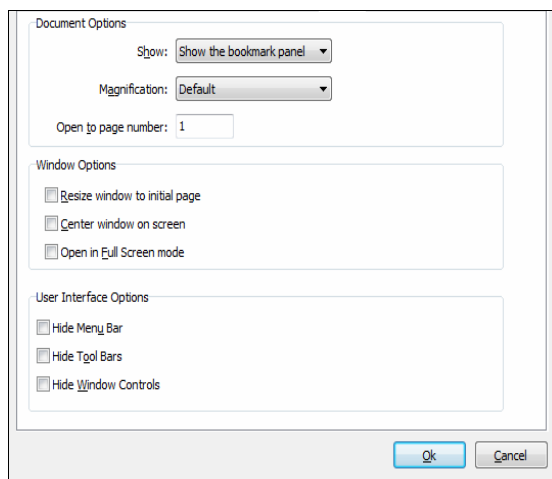 Document Options
Show: Show the bookmark panel
Magnification: Default
Open to page number: 1
Window Options
Resize window to initial page
Center window on screen
Open in Full Screen mode
User Interface Options
Hide Menu Bar
Hide Tool Bars
Hide Window Controls
Ok Cancel